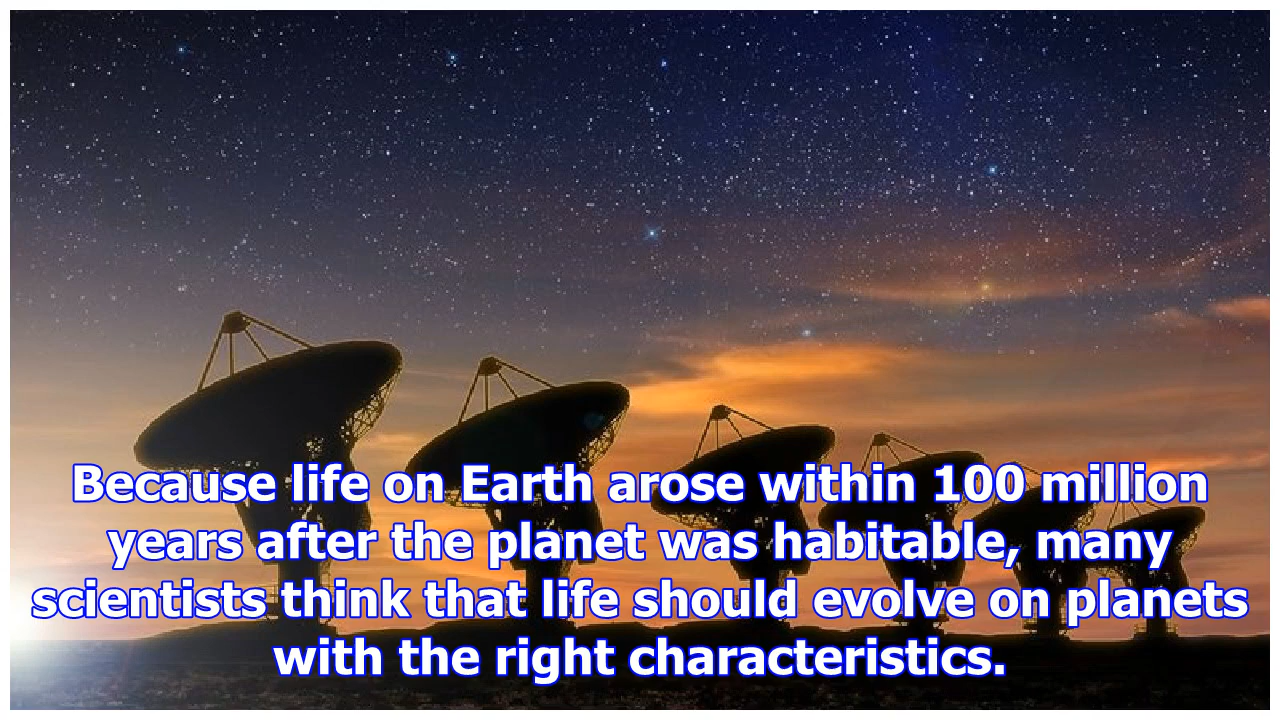 Because life on Earth arose within 100 million
years after the planet was habitable, many
scientists think that life should evolve on planets
with the right characteristics.